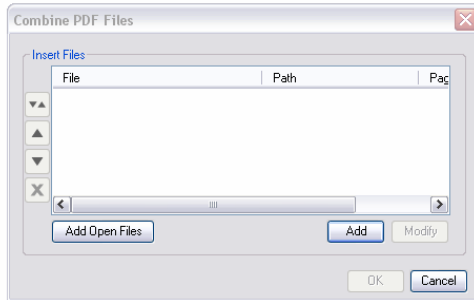 Combine PDF Files
Insert Files
File Path Pag
Add Open Files Add Modify
OK Cancel